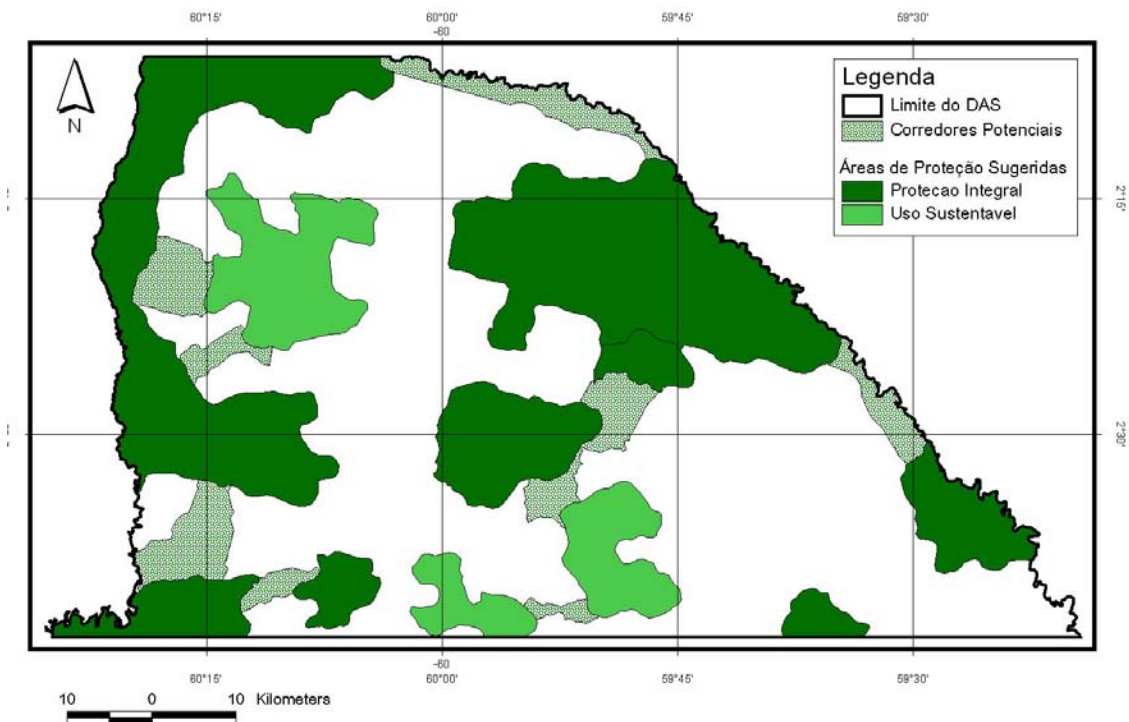 60°15' 60°00' 59°45' 59°30'
-60
N
Legenda
Limite do DAS
Corredores Potenciais
Áreas de Proteção Sugeridas
Protecao Integral
Uso Sustentavel
2°15'
2°30'
-60
60°15' 60°00' 59°45' 59°30'
10 0 10 Kilometers